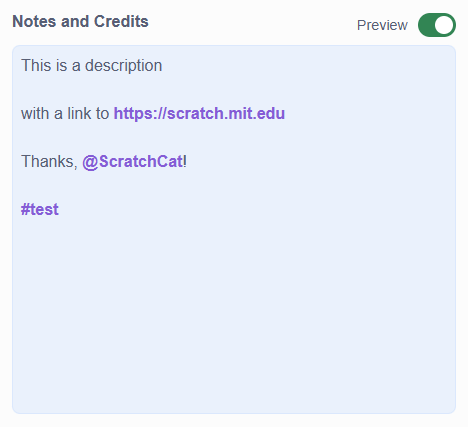 Notes and Credits
Preview
This is a description
with a link to https://scratch.mit.edu
Thanks, @ScratchCat!
#test